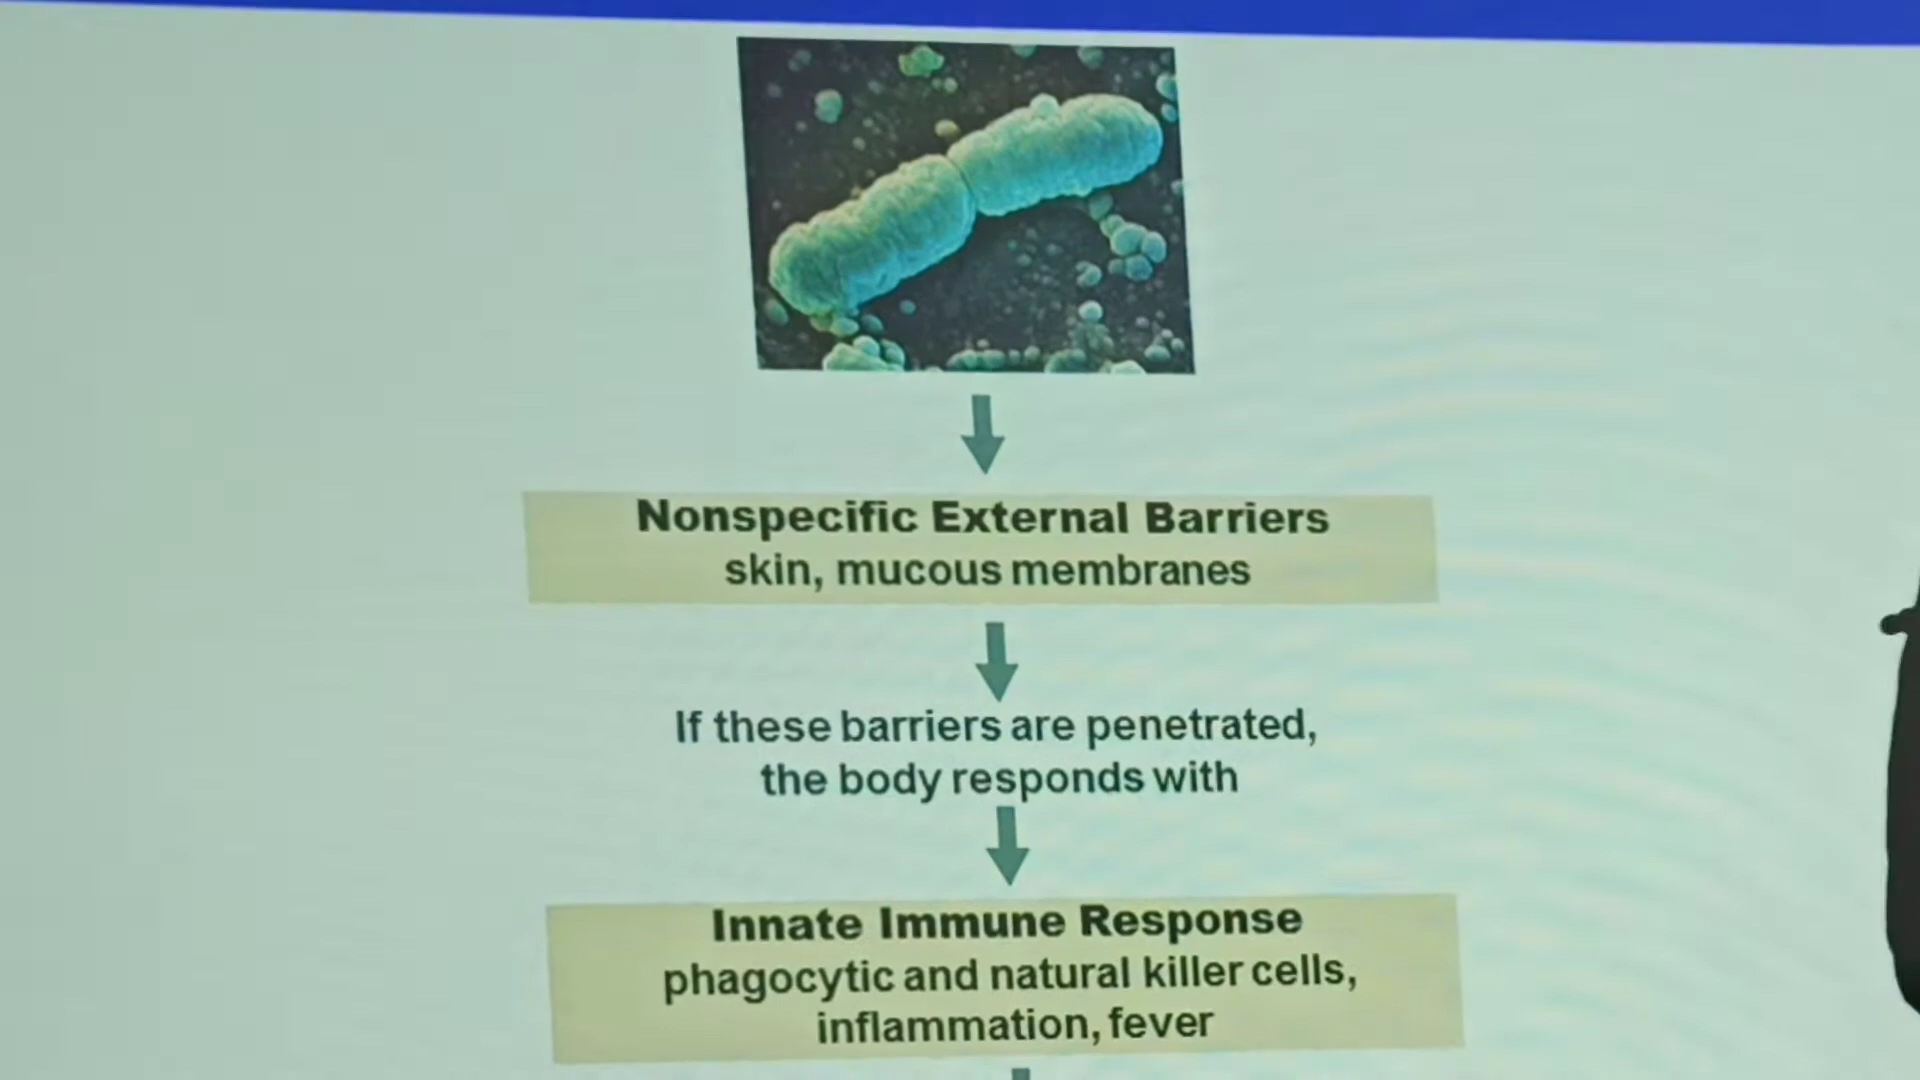 Nonspecific External Barriers
skin, mucous membranes
If these barriers are penetrated,
the body responds with
Innate Immune Response
phagocytic and natural killer cells,
inflammation, fever